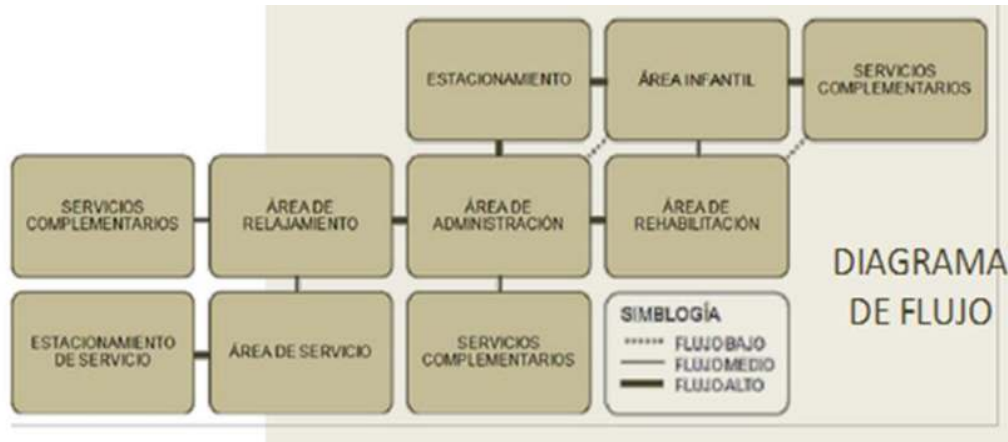 ESTACIONAMIENTO
ÁREA INFANTIL
SERVICIOS
COMPLEMENTARIOS
SERVICIOS
COMPLEMENTARIOS
ÁREA DE
RELAJAMIENTO
ÁREA DE
ADMINISTRACIÓN
ÁREA DE
REHABILITACIÓN
DIAGRAMA
DE FLUJO
ESTACIONAMIENTO
DE SERVICIO
ÁREA DE SERVICIO
SERVICIOS
COMPLEMENTARIOS
SIMBLOGÍA
FLUJO BAJO
FLUJO MEDIO
FLUJO ALTO